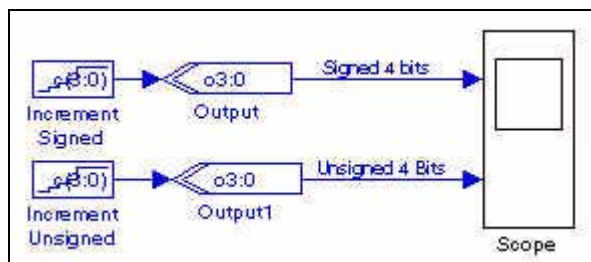 c(3:0)
o3:0
Signed 4 bits
Increment
Signed
Output
c(3:0)
o3:0
Unsigned 4 Bits
Increment
Unsigned
Output1
Scope